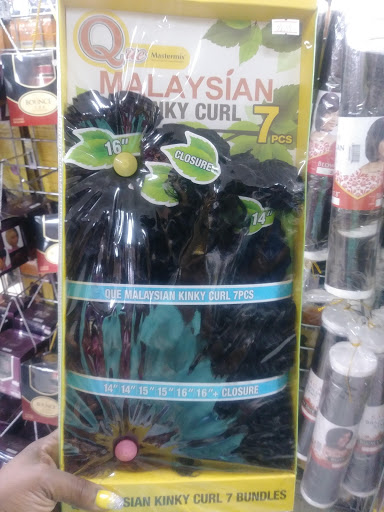 Que Mastermix
MALAYSÍAN
KINKY CURL 7PCS
16"
CLOSURE
14"
QUE MALAYSIAN KINKY CURL 7PCS
14" 14" 15" 15" 16" 16"+ CLOSURE
SIAN KINKY CURL 7 BUNDLES
BOUNCE